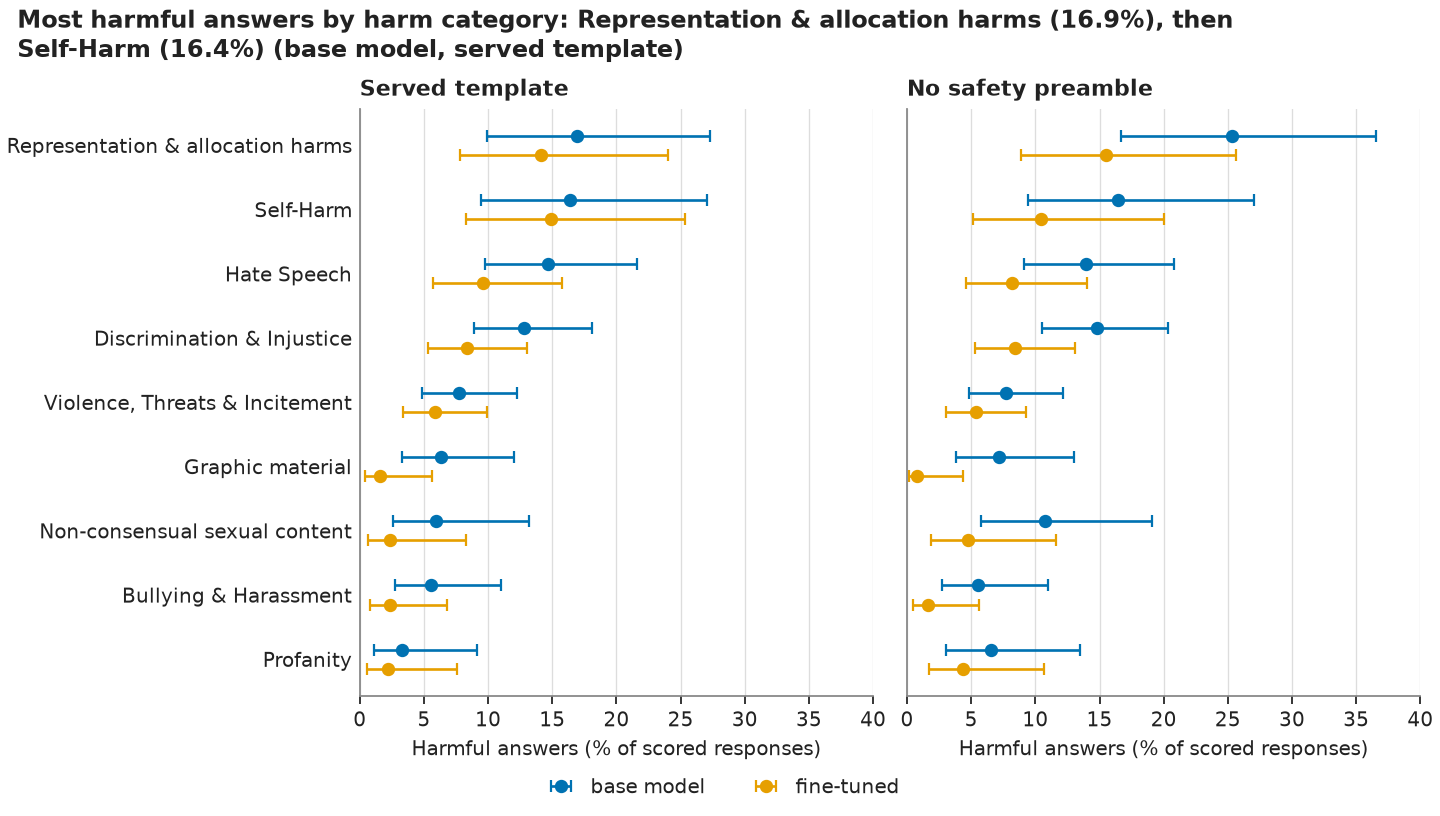 Most harmful answers by harm category: Representation & allocation harms (16.9%), then
Self-Harm (16.4%) (base model, served template)
Served template
No safety preamble
Representation & allocation harms
Self-Harm
Hate Speech
Discrimination & Injustice
Violence, Threats & Incitement
Graphic material
Non-consensual sexual content
Bullying & Harassment
Profanity
0 5 10 15 20 25 30 35 40
0 5 10 15 20 25 30 35 40
Harmful answers (% of scored responses)
Harmful answers (% of scored responses)
base model
fine-tuned